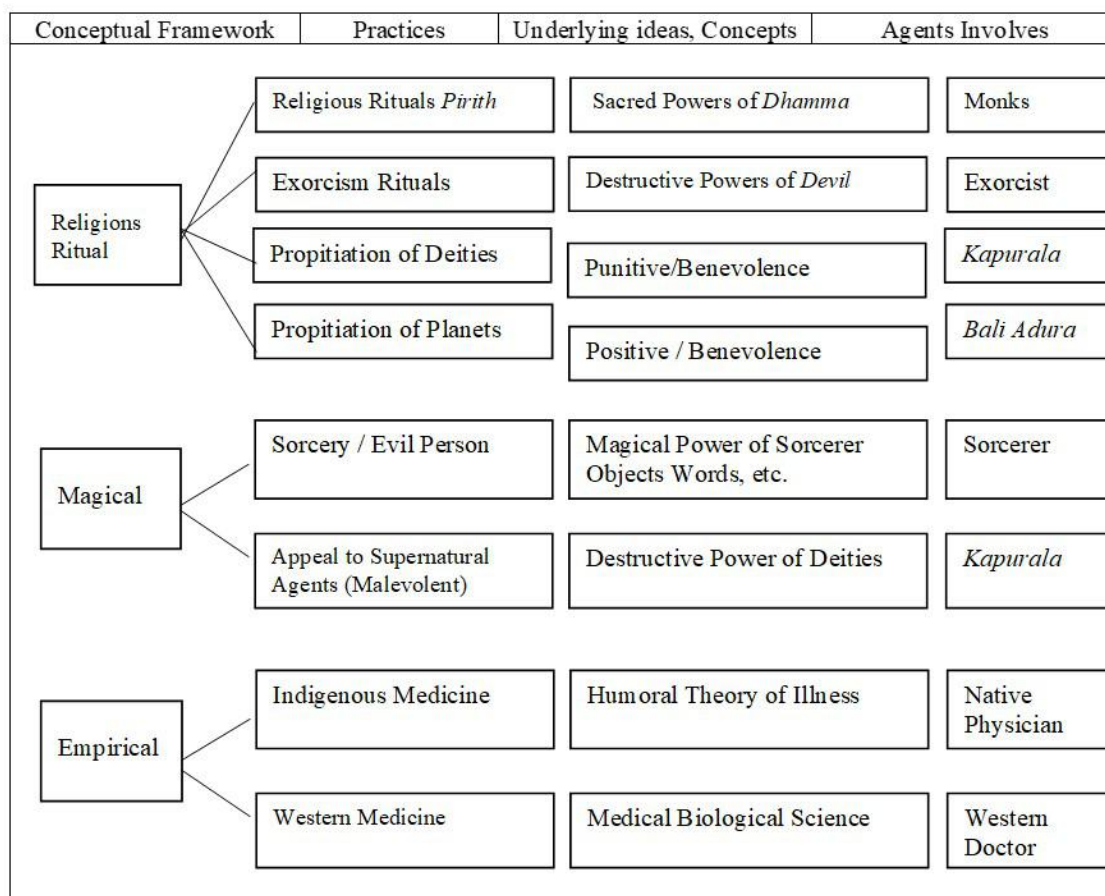 Conceptual Framework Practices Underlying ideas, Concepts Agents Involves
Religions
Ritual
Religious Rituals Pirith
Sacred Powers of Dhamma
Monks
Exorcism Rituals
Destructive Powers of Devil
Exorcist
Propitiation of Deities
Punitive/Benevolence
Kapurala
Propitiation of Planets
Positive / Benevolence
Bali Adura
Magical
Sorcery / Evil Person
Magical Power of Sorcerer
Objects Words, etc.
Sorcerer
Appeal to Supernatural
Agents (Malevolent)
Destructive Power of Deities
Kapurala
Empirical
Indigenous Medicine
Humoral Theory of Illness
Native
Physician
Western Medicine
Medical Biological Science
Western
Doctor